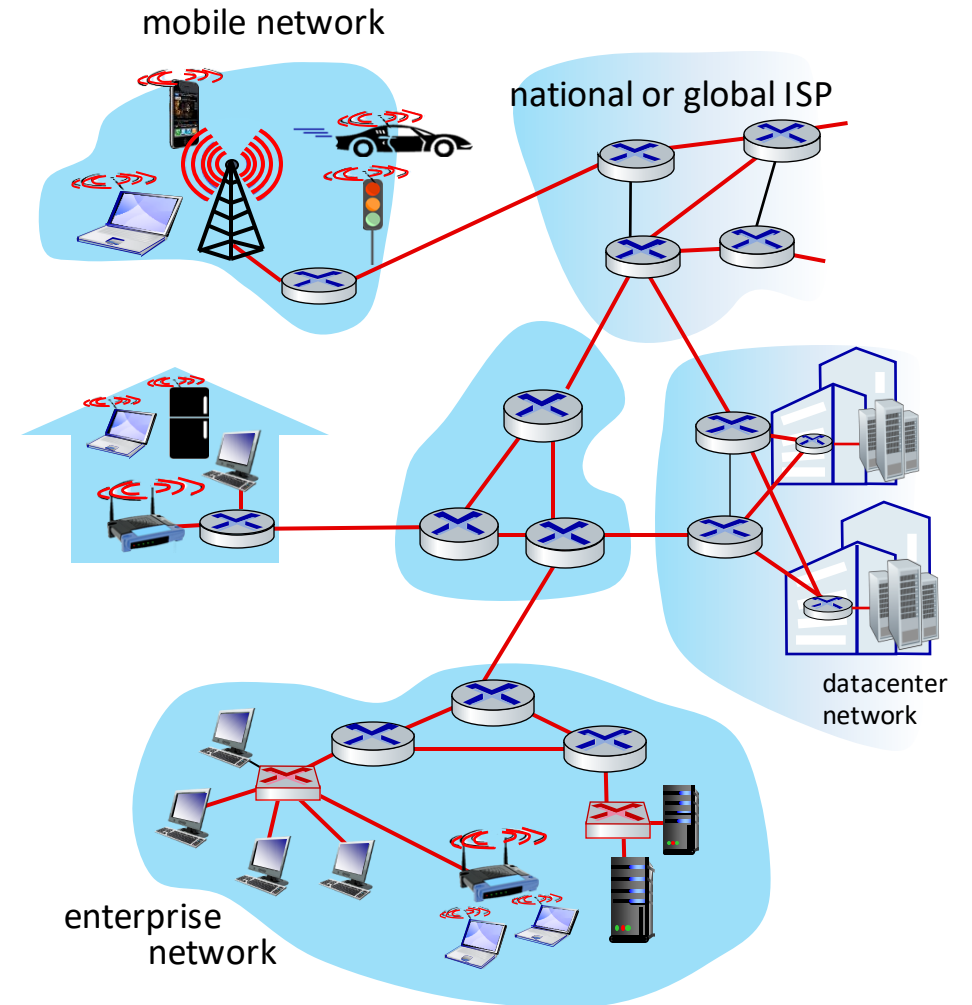 mobile network
national or global ISP
datacenter
network
enterprise
network